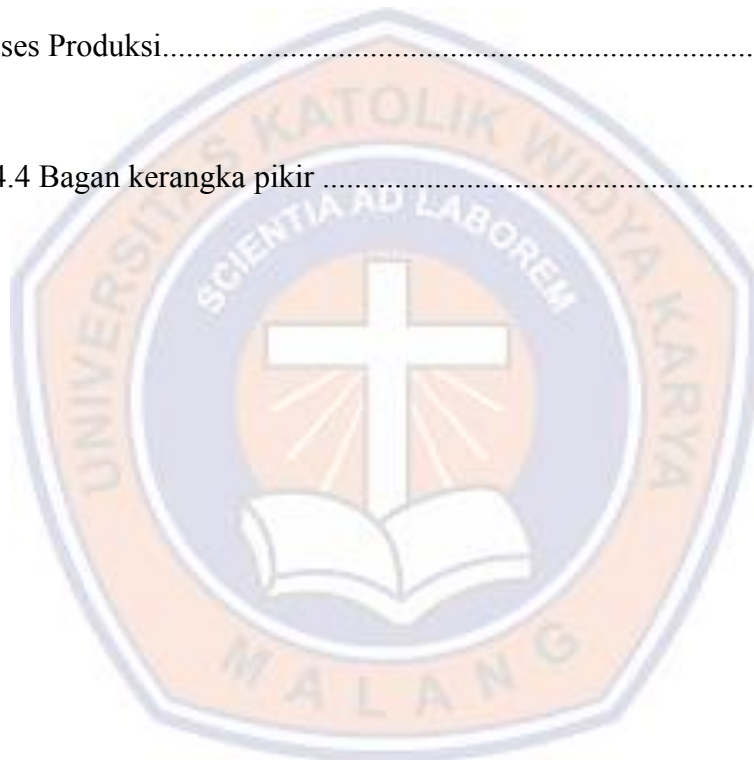 ses Produksi..........................................................................
4.4 Bagan kerangka pikir ......................................................
UNIVERSITAS KATOLIK WIDYA KARYA
SCIENTIA AD LABOREM
MALANG